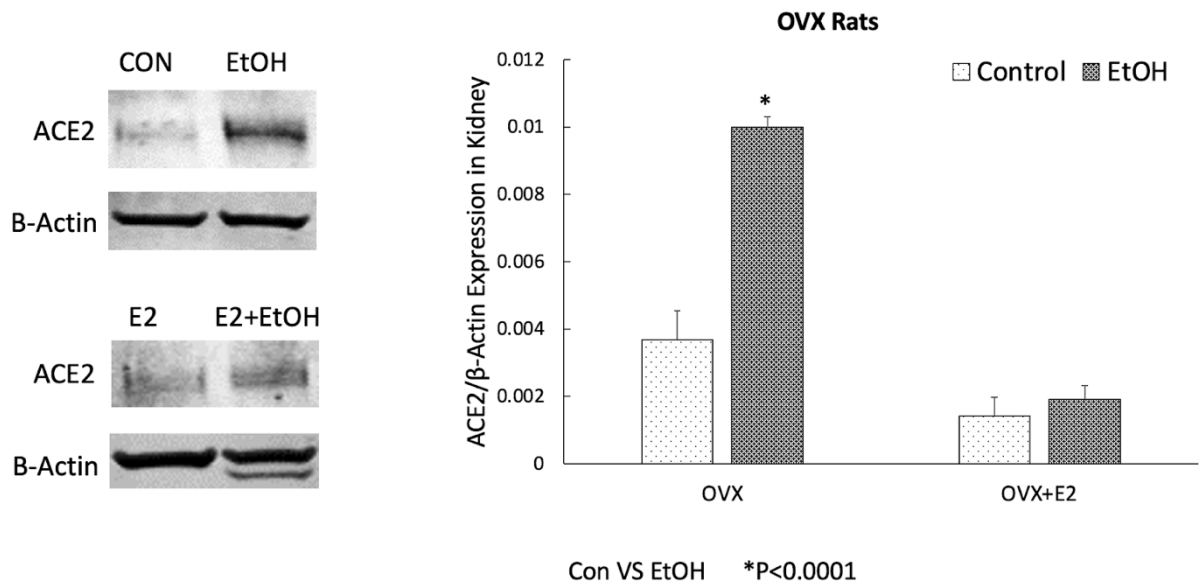 CON EtOH
ACE2
B-Actin
E2 E2+EtOH
ACE2
B-Actin
OVX Rats
Control EtOH
ACE2/β-Actin Expression in Kidney
0.012
0.01
0.008
0.006
0.004
0.002
0
*
OVX OVX+E2
Con VS EtOH *P<0.0001